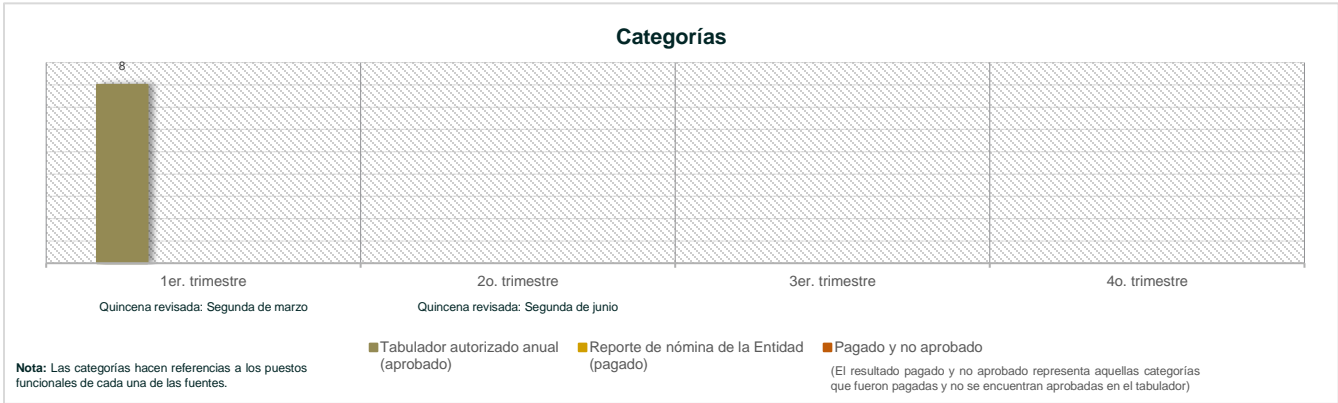 Categorías
8
1er. trimestre
2o. trimestre
3er. trimestre
4o. trimestre
Quincena revisada: Segunda de marzo
Quincena revisada: Segunda de junio
Tabulador autorizado anual
(aprobado)
Reporte de nómina de la Entidad
(pagado)
Pagado y no aprobado
(El resultado pagado y no aprobado representa aquellas categorías
que fueron pagadas y no se encuentran aprobadas en el tabulador)
Nota: Las categorías hacen referencias a los puestos
funcionales de cada una de las fuentes.